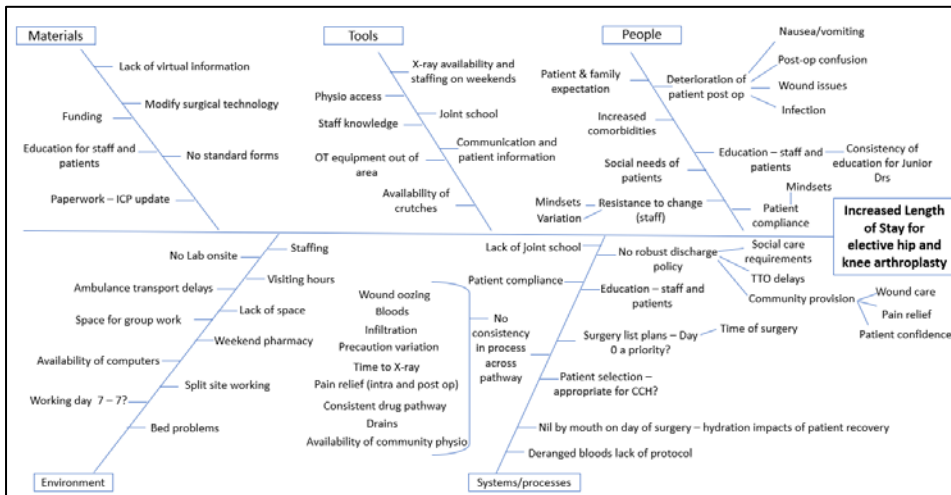 Materials
Lack of virtual information
Modify surgical technology
Funding
Education for staff and
patients
No standard forms
Paperwork – ICP update
Tools
X-ray availability and
staffing on weekends
Physio access
Joint school
Staff knowledge
Communication and
patient information
OT equipment out of
area
Availability of
crutches
People
Nausea/vomiting
Patient & family
expectation
Deterioration of
patient post op
Post-op confusion
Wound issues
Infection
Increased
comorbidities
Education – staff and
patients
Consistency of
education for Junior
Drs
Social needs of
patients
Mindsets
Patient
compliance
Mindsets
Variation
Resistance to change
(staff)
Increased Length
of Stay for
elective hip and
knee arthroplasty
Staffing
No Lab onsite
Visiting hours
Ambulance transport delays
Lack of space
Space for group work
Weekend pharmacy
Availability of computers
Split site working
Working day 7 – 7?
Bed problems
Environment
Lack of joint school
No robust discharge
policy
Social care
requirements
TTO delays
Community provision
Wound care
Pain relief
Patient confidence
Patient compliance
Education – staff and
patients
Wound oozing
Bloods
Infiltration
Precaution variation
Time to X-ray
Pain relief (intra and post op)
Consistent drug pathway
Drains
Availability of community physio
No
consistency
in process
across
pathway
Surgery list plans – Day
0 a priority?
Time of surgery
Patient selection –
appropriate for CCH?
Nil by mouth on day of surgery – hydration impacts of patient recovery
Deranged bloods lack of protocol
Systems/processes